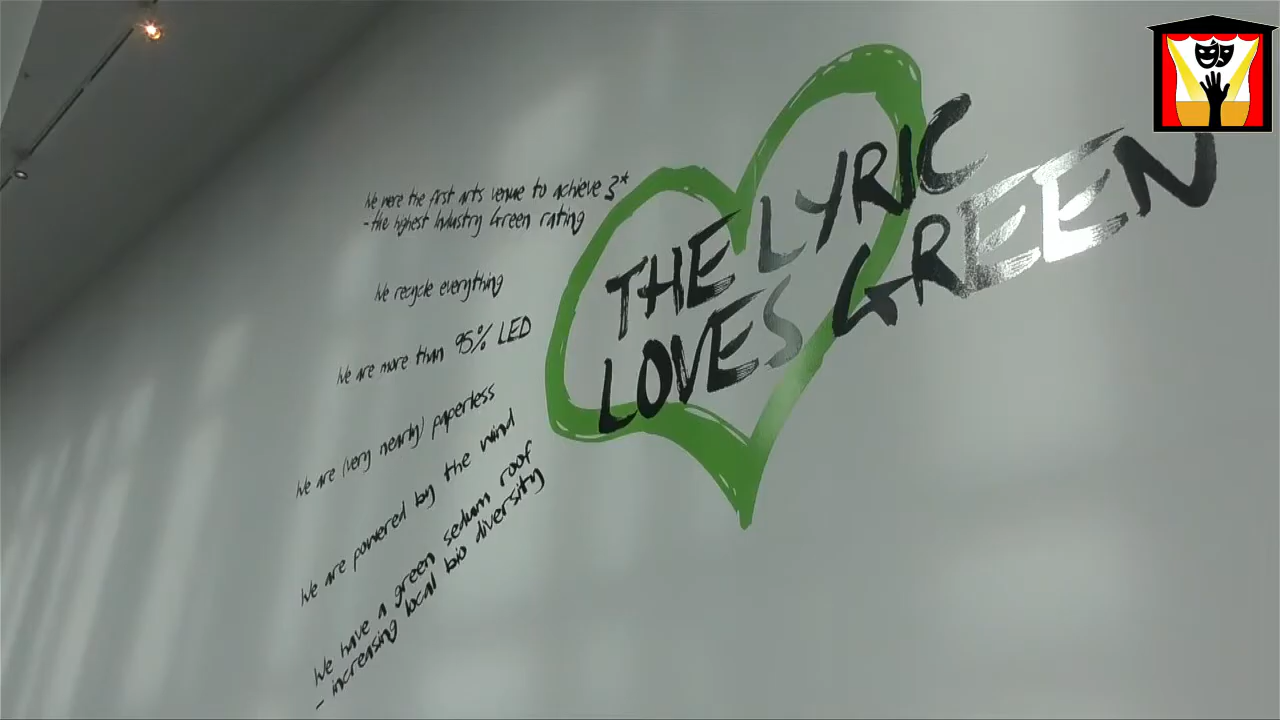 We were the first arts venue to achieve 3*
- the highest Industry Green rating
We recycle everything
We are more than 95% LED
We are (very nearly) paperless
We are powered by the wind
We have a green sedum roof
- increasing local bio diversity
THE LYRIC
LOVES GREEN